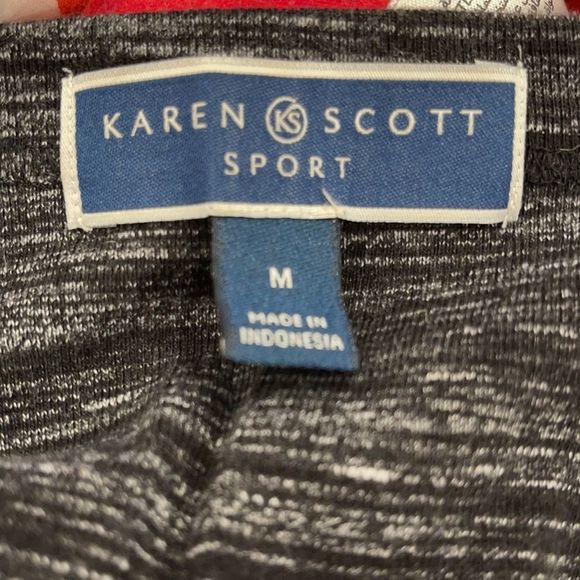 KAREN KS SCOTT
SPORT
M
MADE IN
INDONESIA